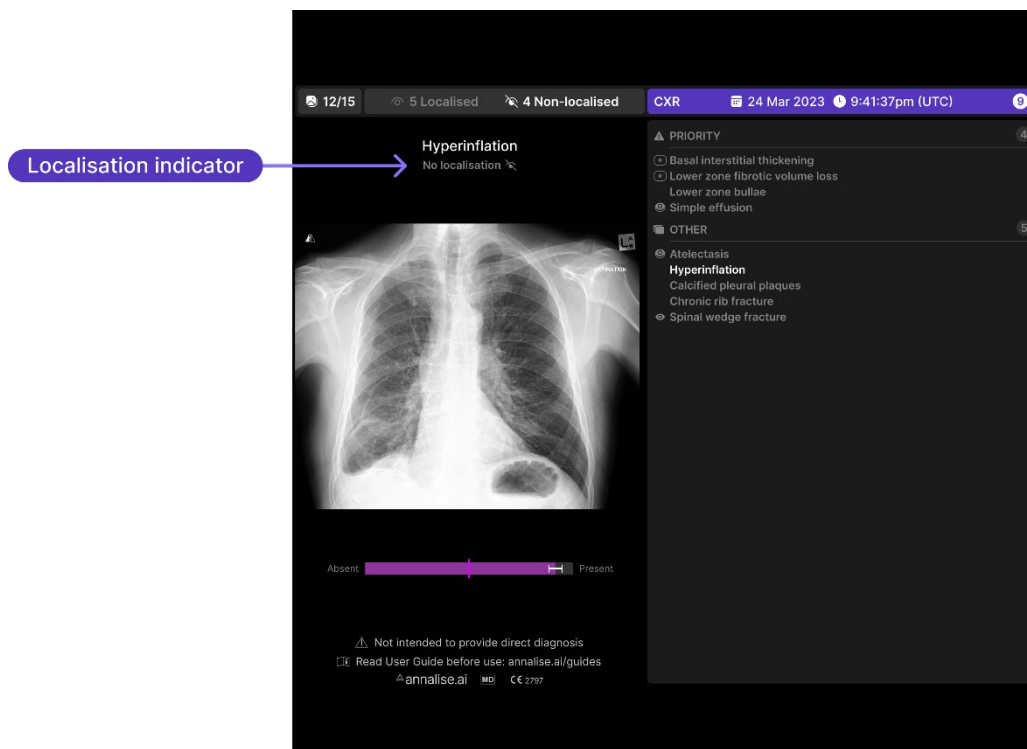 12/15
5 Localised
4 Non-localised
CXR
24 Mar 2023
9:41:37pm (UTC)
9
Localisation indicator
Hyperinflation
No localisation
PRIORITY
4
Basal interstitial thickening
Lower zone fibrotic volume loss
Lower zone bullae
Simple effusion
OTHER
5
Atelectasis
Hyperinflation
Calcified pleural plaques
Chronic rib fracture
Spinal wedge fracture
Absent
Present
Not intended to provide direct diagnosis
Read User Guide before use: annalise.ai/guides
annalise.ai MD CE 2797